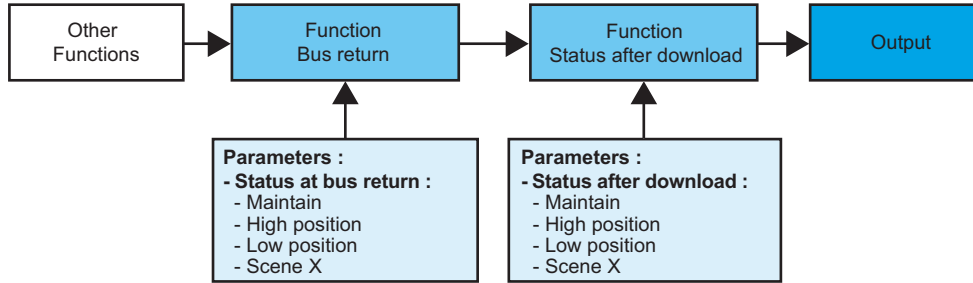 Other
Functions
Function
Bus return
Function
Status after download
Output
Parameters :
- Status at bus return :
- Maintain
- High position
- Low position
- Scene X
Parameters :
- Status after download :
- Maintain
- High position
- Low position
- Scene X